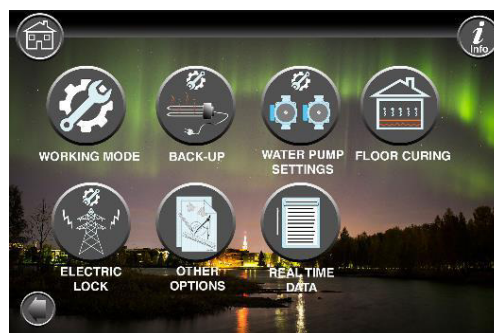 i
Info
WORKING MODE
BACK-UP
WATER PUMP
SETTINGS
FLOOR CURING
ELECTRIC
LOCK
OTHER
OPTIONS
REAL TIME
DATA